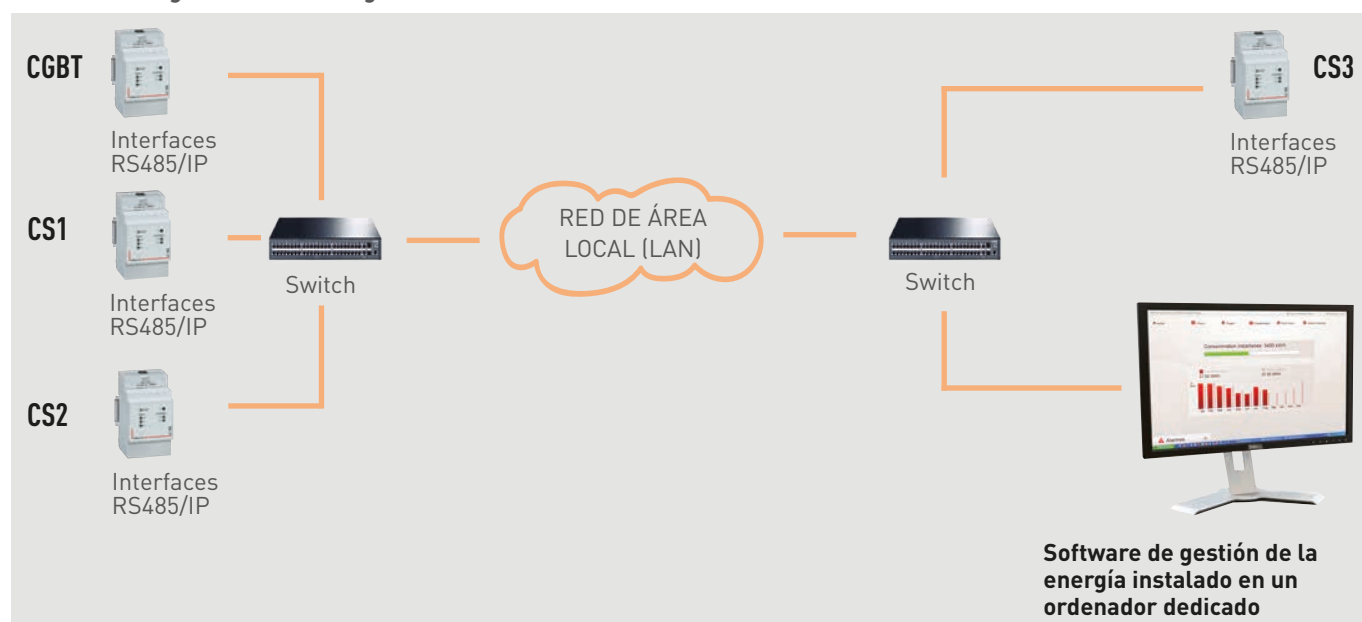 CGBT
Interfaces
RS485/IP
CS1
Interfaces
RS485/IP
CS2
Interfaces
RS485/IP
Switch
RED DE ÁREA
LOCAL (LAN)
Switch
CS3
Interfaces
RS485/IP
Software de gestión de la
energía instalado en un
ordenador dedicado